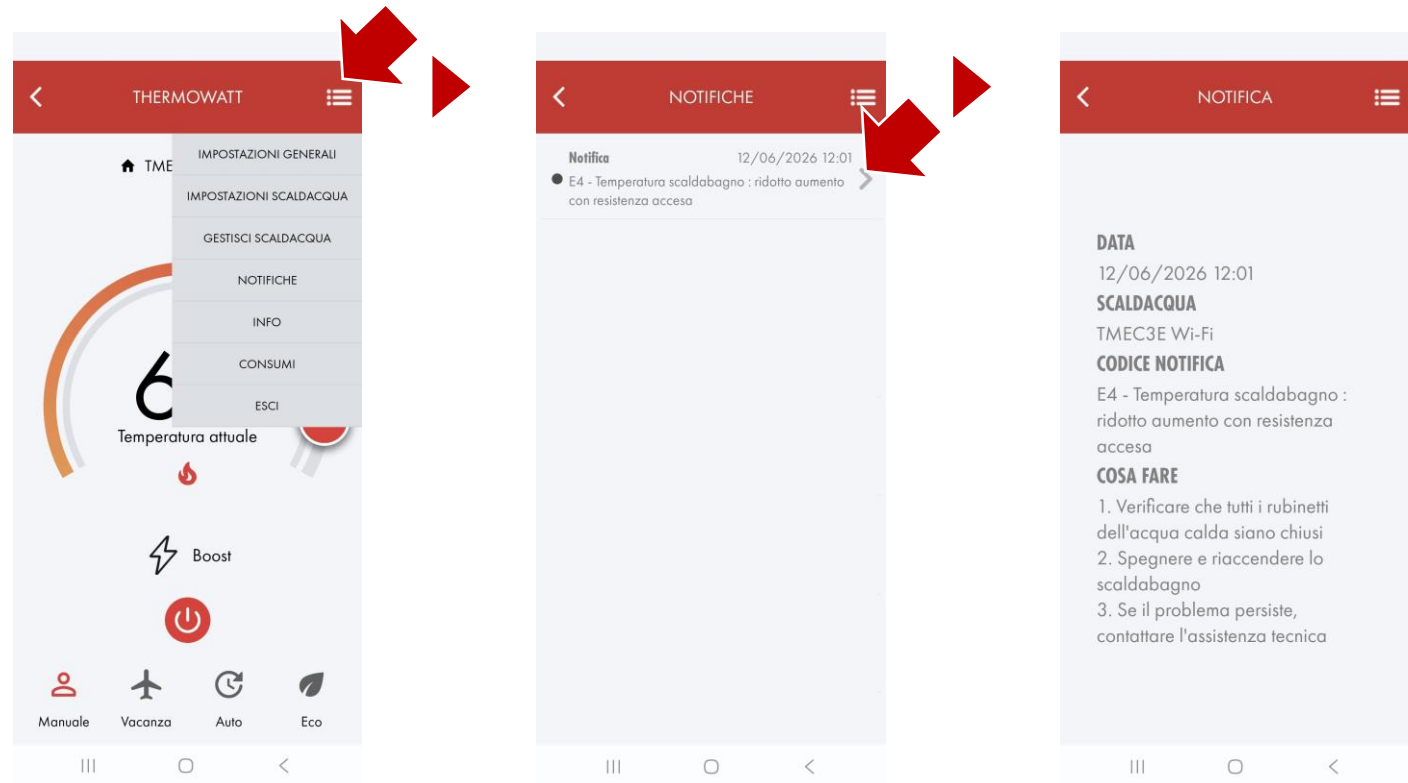 THERMOWATT
TME
IMPOSTAZIONI GENERALI
IMPOSTAZIONI SCALDACQUA
GESTISCI SCALDACQUA
NOTIFICHE
INFO
CONSUMI
ESCI
6
Temperatura attuale
Boost
Manuale
Vacanza
Auto
Eco
NOTIFICHE
Notifica
12/06/2026 12:01
E4 - Temperatura scaldabagno : ridotto aumento
con resistenza accesa
NOTIFICA
DATA
12/06/2026 12:01
SCALDACQUA
TMEC3E Wi-Fi
CODICE NOTIFICA
E4 - Temperatura scaldabagno :
ridotto aumento con resistenza
accesa
COSA FARE
1. Verificare che tutti i rubinetti
dell'acqua calda siano chiusi
2. Spegnere e riaccendere lo
scaldabagno
3. Se il problema persiste,
contattare l'assistenza tecnica